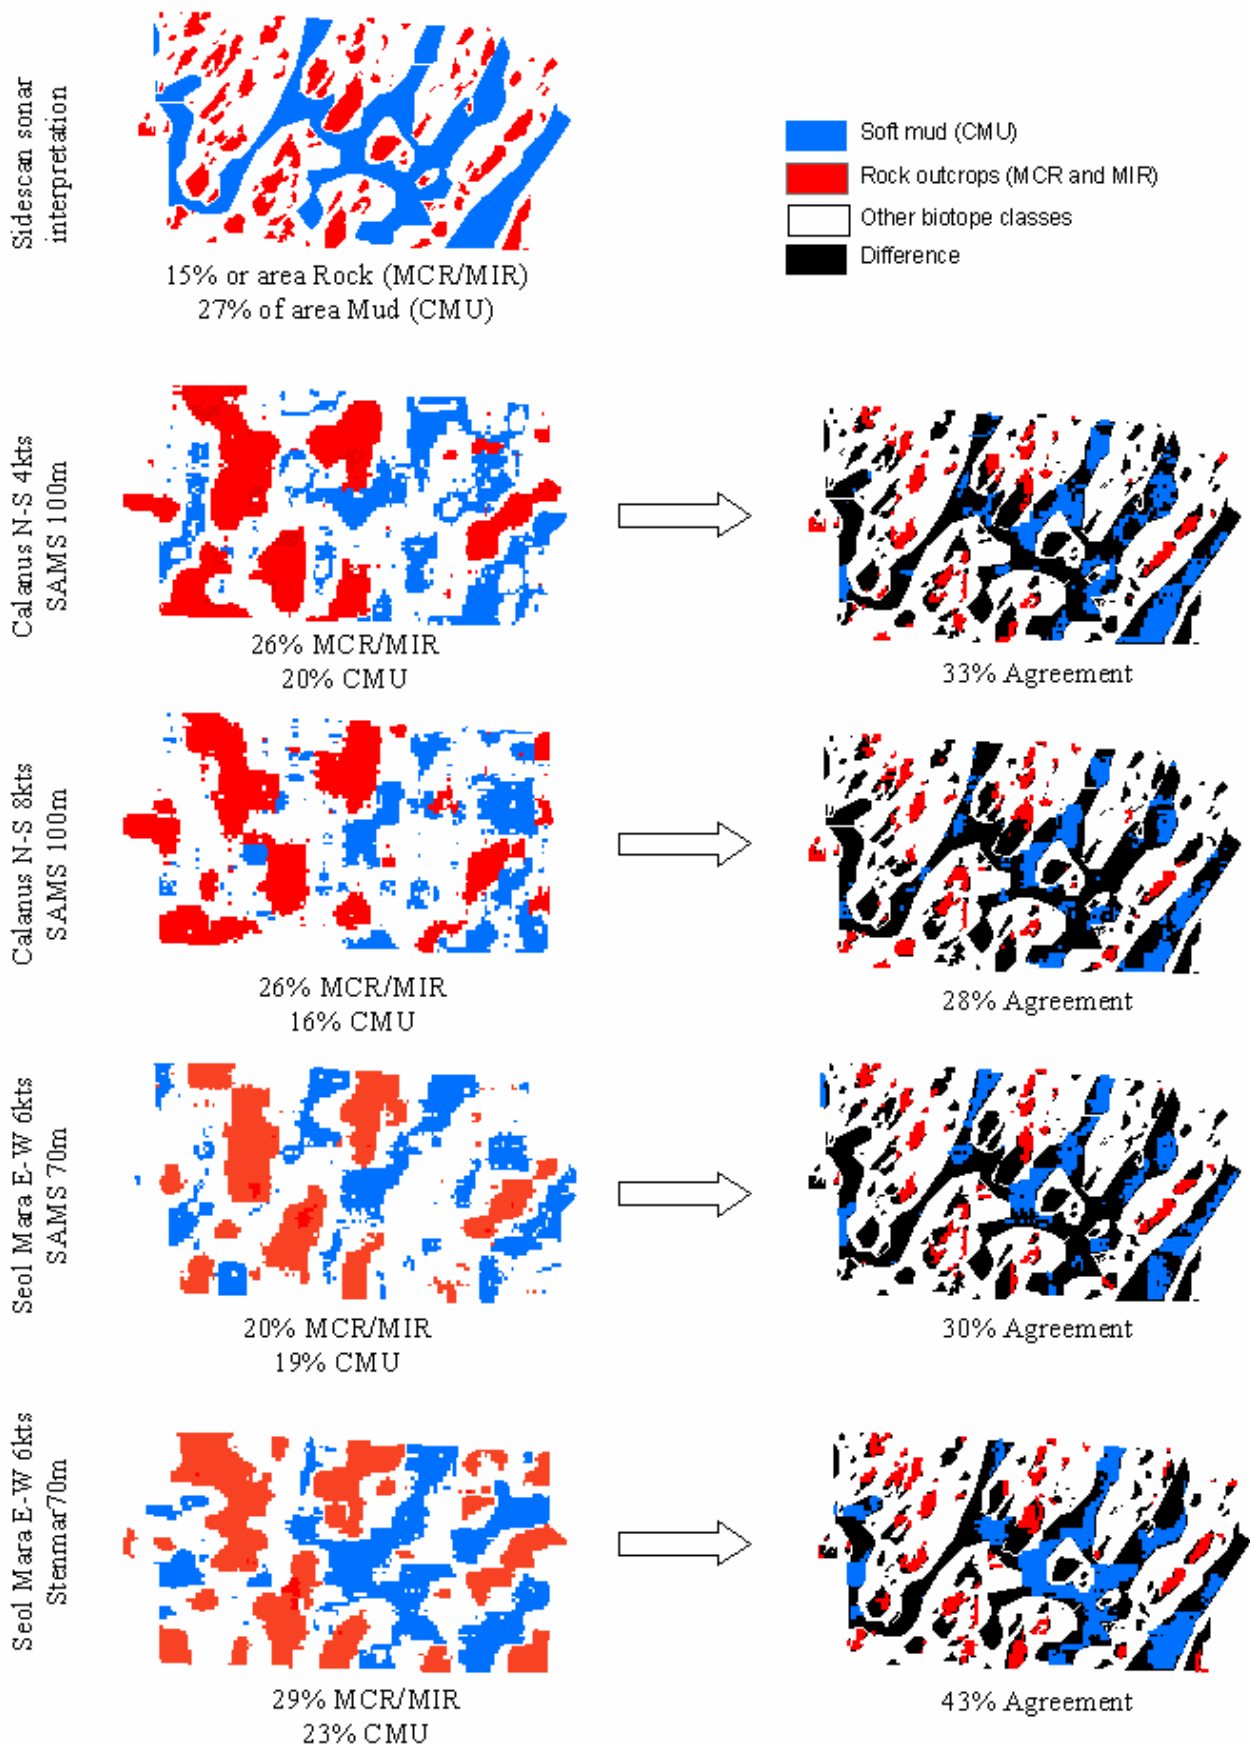 Sidescan sonar
interpretation
Soft mud (CMU)
Rock outcrops (MCR and MIR)
Other biotope classes
Difference
15% or area Rock (MCR/MIR)
27% of area Mud (CMU)
Calanus N-S 4kts
SAMS 100m
26% MCR/MIR
20% CMU
33% Agreement
Calanus N-S 8kts
SAMS 100m
26% MCR/MIR
16% CMU
28% Agreement
Seol Mara E-W 6kts
SAMS 70m
20% MCR/MIR
19% CMU
30% Agreement
Seol Mara E-W 6kts
Stenmar70m
29% MCR/MIR
23% CMU
43% Agreement